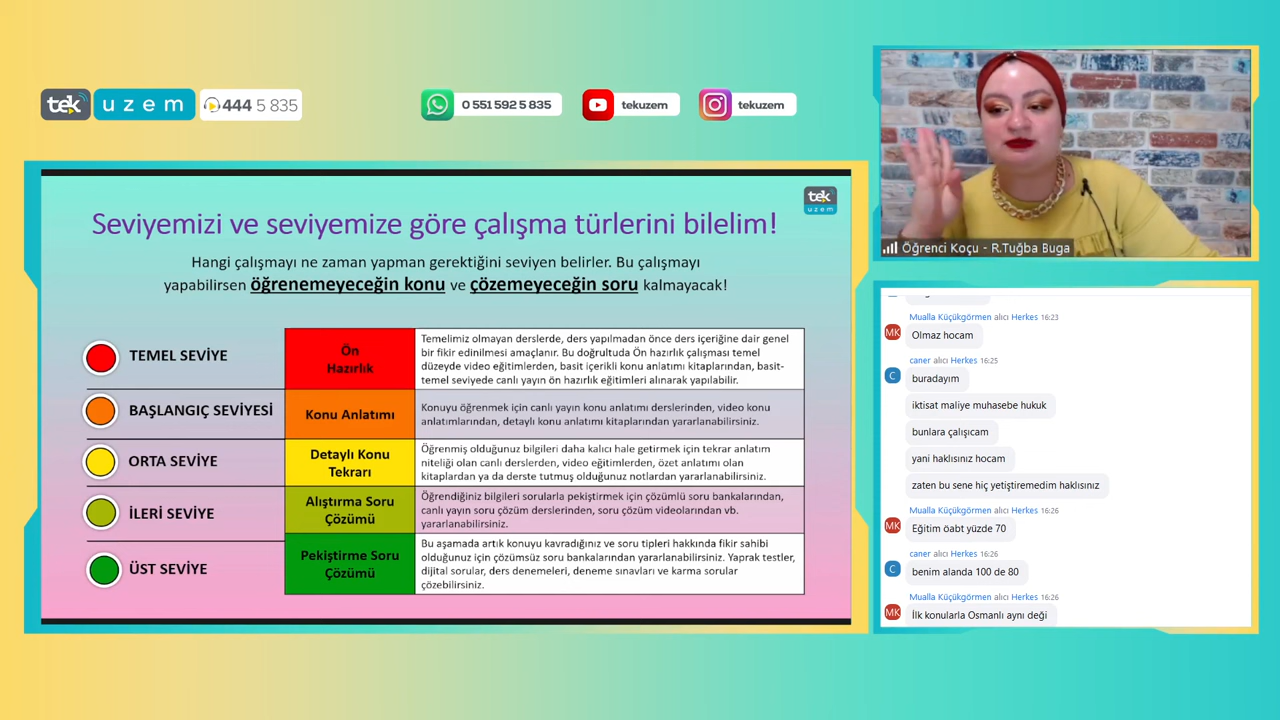 tek
uzem
444 5 835
0 551 592 5 835
tekuzem
tekuzem
tek
uzem
Seviyemizi ve seviyemize göre çalışma türlerini bilelim!
Hangi çalışmayı ne zaman yapman gerektiğini seviyen belirler. Bu çalışmayı
yapabilirsen öğrenemeyeceğin konu ve çözemeyeceğin soru kalmayacak!
TEMEL SEVİYE
Ön
Hazırlık
Temelimiz olmayan derslerde, ders yapılmadan önce ders içeriğine dair genel
bir fikir edinilmesi amaçlanır. Bu doğrultuda Ön hazırlık çalışması temel
düzeyde video eğitimlerden, basit içerikli konu anlatımı kitaplarından, basit-
temel seviyede canlı yayın ön hazırlık eğitimleri alınarak yapılabilir.
BAŞLANGIÇ SEVİYESİ
Konu Anlatımı
Konuyu öğrenmek için canlı yayın konu anlatımı derslerinden, video konu
anlatımlarından, detaylı konu anlatımı kitaplarından yararlanabilirsiniz.
ORTA SEVİYE
Detaylı Konu
Tekrarı
Öğrenmiş olduğunuz bilgileri daha kalıcı hale getirmek için tekrar anlatım
niteliği olan canlı derslerden, video eğitimlerden, özet anlatımı olan
kitaplardan ya da derste tutmuş olduğunuz notlardan yararlanabilirsiniz.
İLERİ SEVİYE
Alıştırma Soru
Çözümü
Öğrendiğiniz bilgileri sorularla pekiştirmek için çözümlü soru bankalarından,
canlı yayın soru çözüm derslerinden, soru çözüm videolarından vb.
yararlanabilirsiniz.
ÜST SEVİYE
Pekiştirme Soru
Çözümü
Bu aşamada artık konuyu kavradığınız ve soru tipleri hakkında fikir sahibi
olduğunuz için çözümsüz soru bankalarından yararlanabilirsiniz. Yaprak testler,
dijital sorular, ders denemeleri, deneme sınavları ve karma sorular
çözebilirsiniz.
Öğrenci Koçu - R.Tuğba Buga
Mualla Küçükgörmen alıcı Herkes 16:23
MK
Olmaz hocam
caner alıcı Herkes 16:25
C
buradayım
iktisat maliye muhasebe hukuk
bunlara çalışıcam
yani haklısınız hocam
zaten bu sene hiç yetiştiremedim haklısınız
Mualla Küçükgörmen alıcı Herkes 16:26
MK
Eğitim öabt yüzde 70
caner alıcı Herkes 16:26
C
benim alanda 100 de 80
Mualla Küçükgörmen alıcı Herkes 16:26
MK
İlk konularla Osmanlı aynı deği